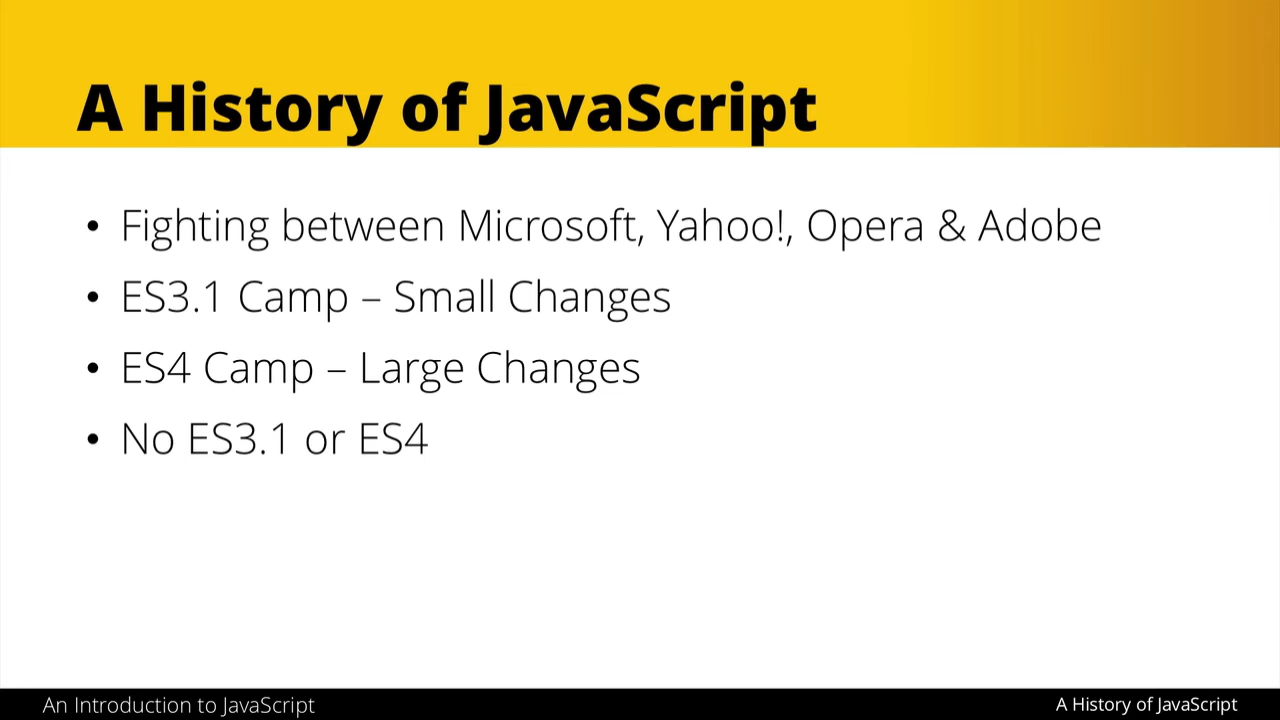 A History of JavaScript
• Fighting between Microsoft, Yahoo!, Opera & Adobe
• ES3.1 Camp – Small Changes
• ES4 Camp – Large Changes
• No ES3.1 or ES4
An Introduction to JavaScript
A History of JavaScript